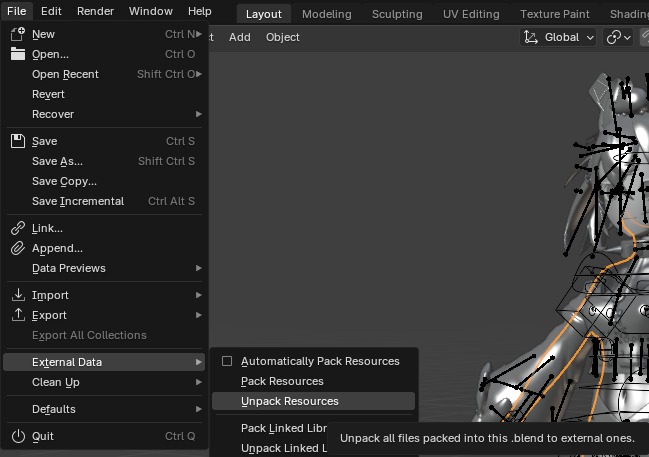 File Edit Render Window Help Layout Modeling Sculpting UV Editing Texture Paint Shading
New Ctrl N
Add Object Global
Open... Ctrl O
Open Recent Shift Ctrl O
Revert
Recover
Save Ctrl S
Save As... Shift Ctrl S
Save Copy...
Save Incremental Ctrl Alt S
Link...
Append...
Data Previews
Import
Export
Export All Collections
External Data
Clean Up
Defaults
Quit Ctrl Q
Automatically Pack Resources
Pack Resources
Unpack Resources
Pack Linked Libr
Unpack Linked L
Unpack all files packed into this .blend to external ones.